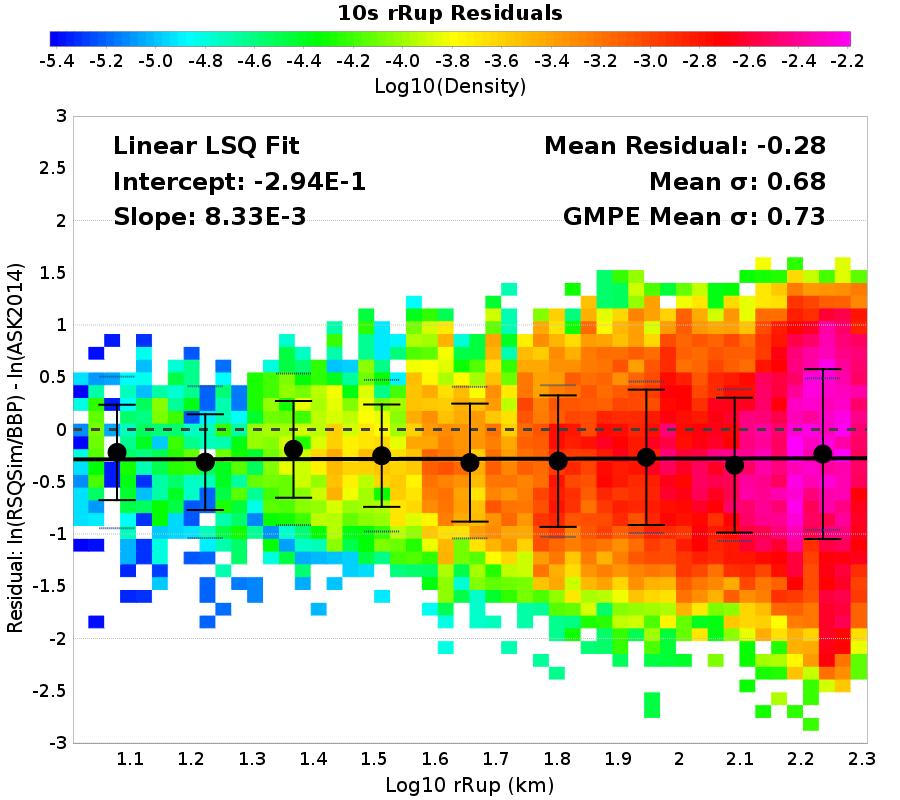 10s rRup Residuals
-5.4 -5.2 -5.0 -4.8 -4.6 -4.4 -4.2 -4.0 -3.8 -3.6 -3.4 -3.2 -3.0 -2.8 -2.6 -2.4 -2.2
Log10(Density)
Linear LSQ Fit
Intercept: -2.94E-1
Slope: 8.33E-3
Mean Residual: -0.28
Mean σ: 0.68
GMPE Mean σ: 0.73
Residual: ln(RSQSim/BBP) - ln(ASK2014)
3
2.5
2
1.5
1
0.5
0
-0.5
-1
-1.5
-2
-2.5
-3
1.1 1.2 1.3 1.4 1.5 1.6 1.7 1.8 1.9 2 2.1 2.2 2.3
Log10 rRup (km)